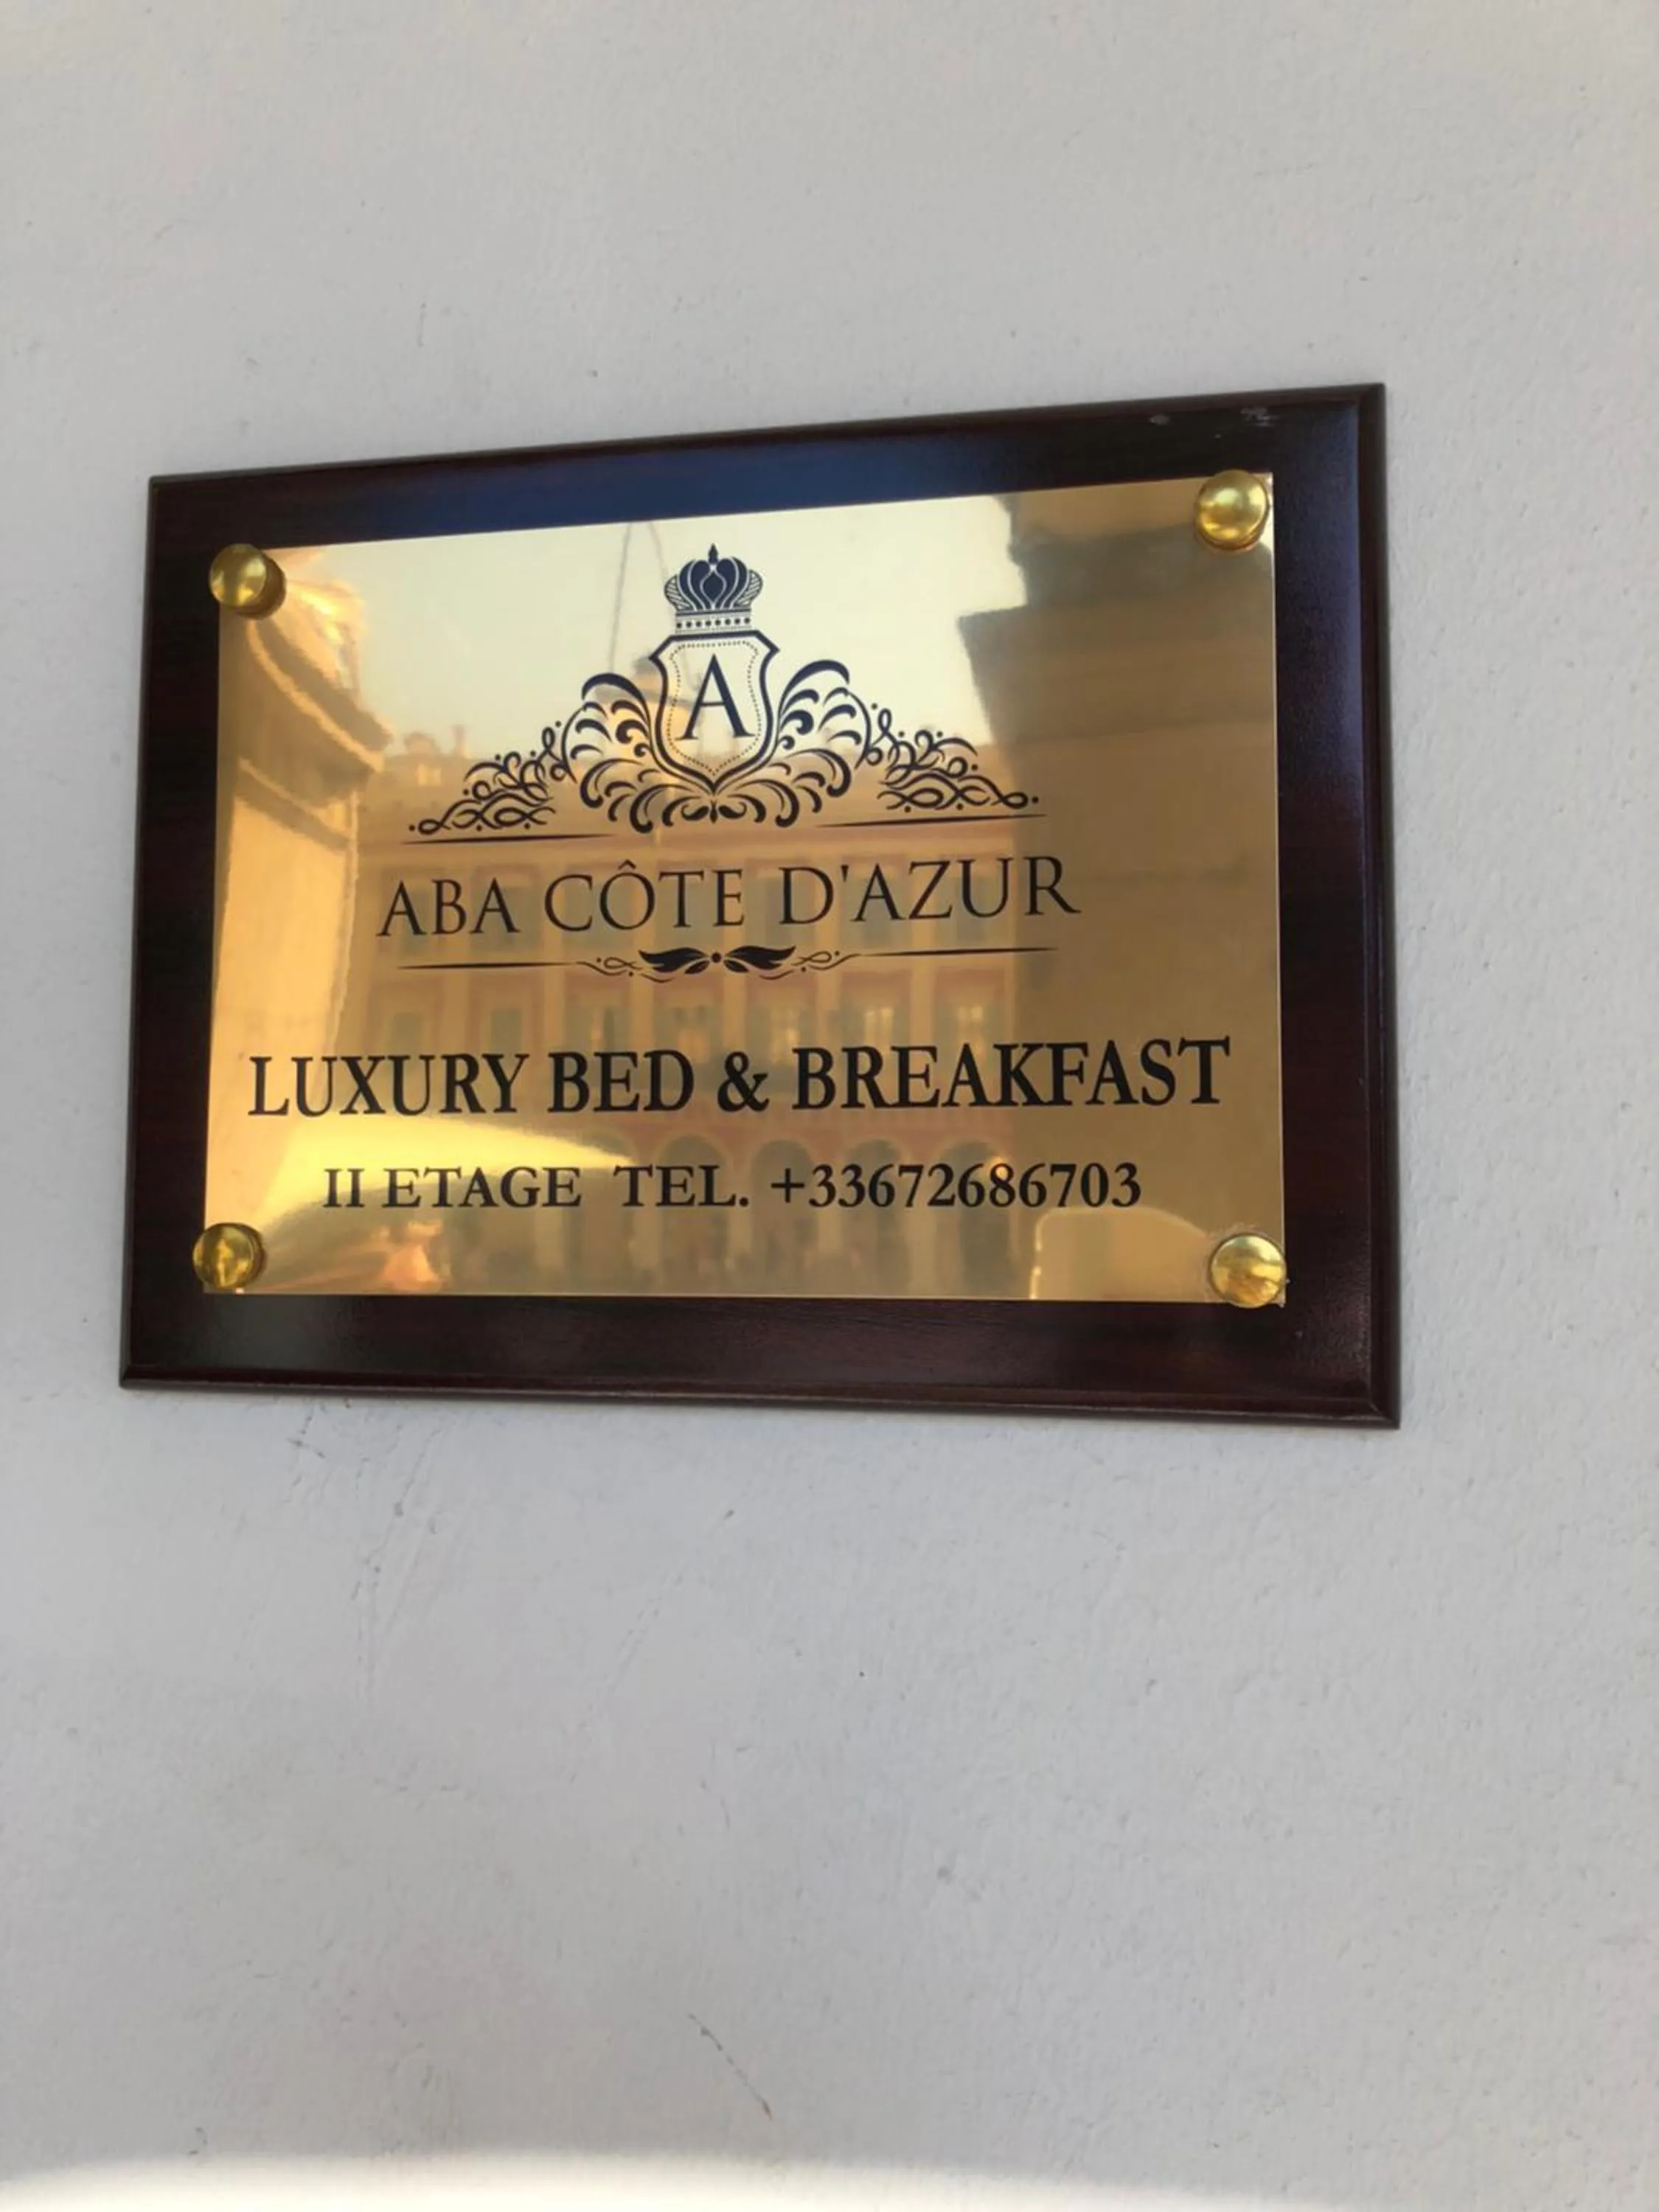 A
ABA CÔTE D'AZUR
LUXURY BED & BREAKFAST
II ETAGE TEL. +33672686703